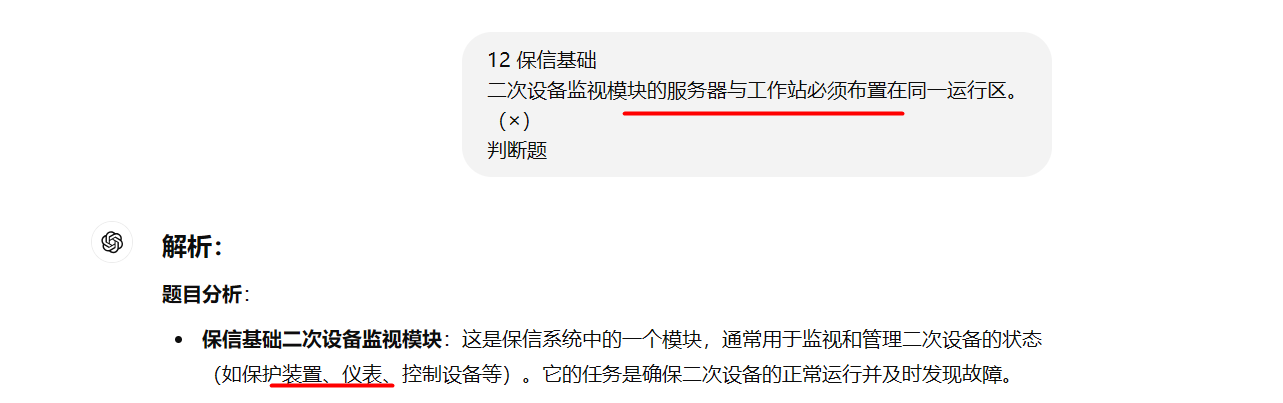 12 保信基础
二次设备监视模块的服务器与工作站必须布置在同一运行区。
（×）
判断题
解析：
题目分析：
• 保信基础二次设备监视模块：这是保信系统中的一个模块，通常用于监视和管理二次设备的状态
（如保护装置、仪表、控制设备等）。它的任务是确保二次设备的正常运行并及时发现故障。